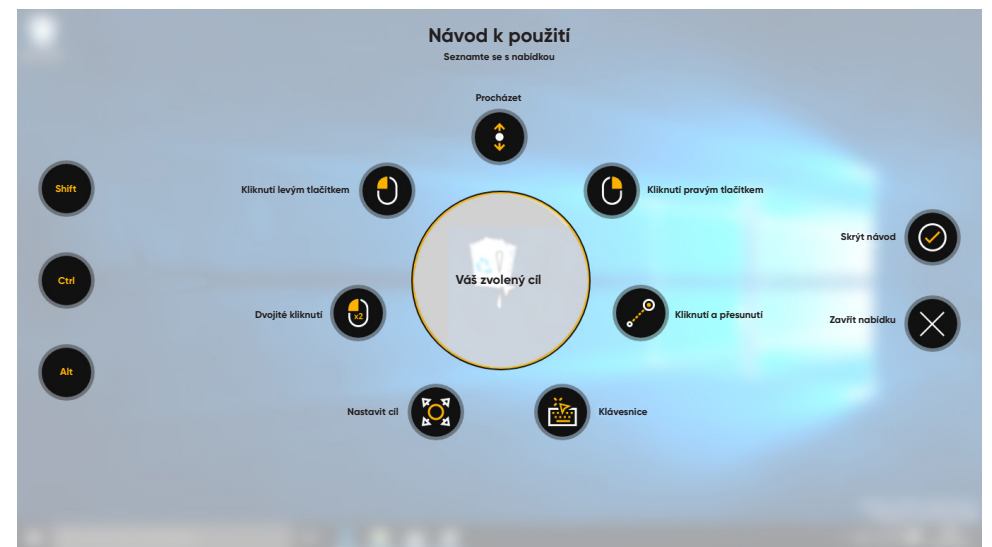 Návod k použití
Seznamte se s nabídkou
Procházet
Kliknutí levým tlačítkem
Kliknutí pravým tlačítkem
Shift
Skrýt návod
Ctrl
Váš zvolený cíl
Dvojité kliknutí
x2
Kliknutí a přesunutí
Zavřít nabídku
Alt
Nastavit cíl
Klávesnice